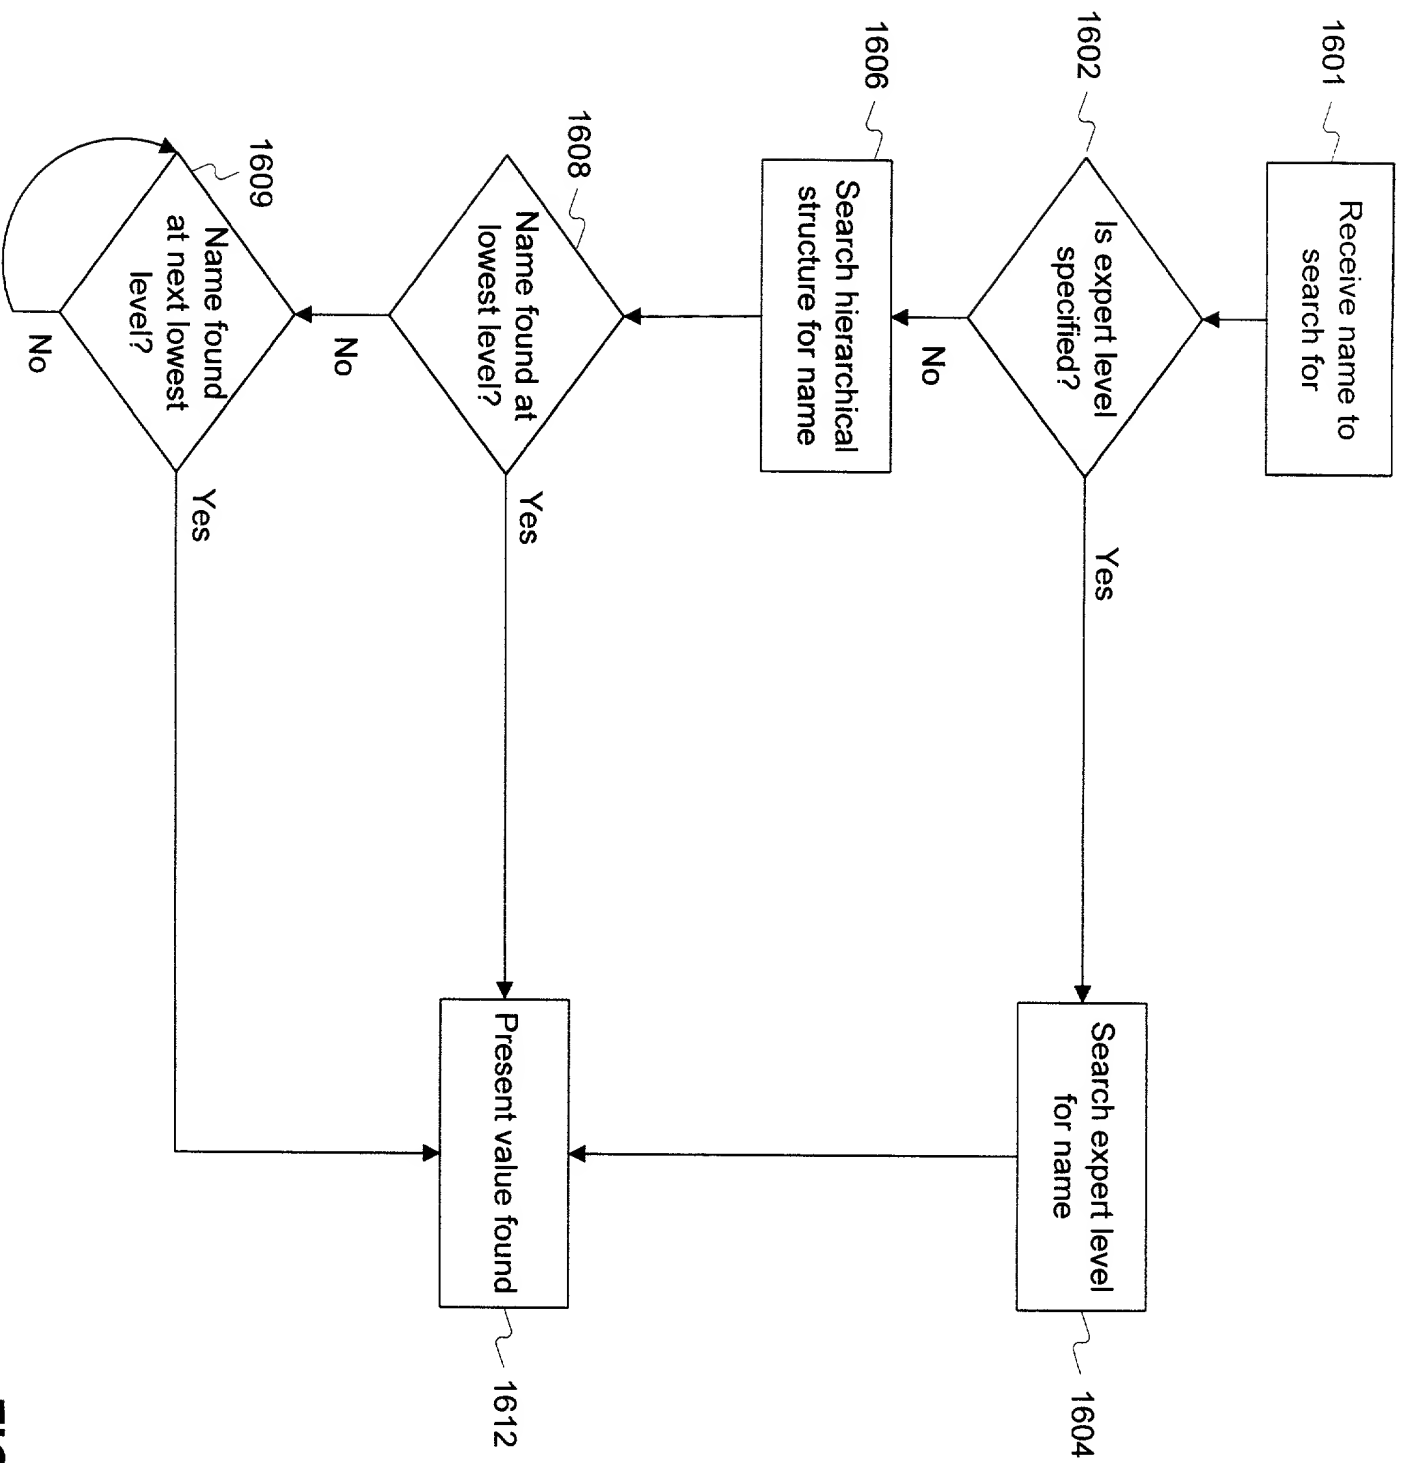 1601
Receive name to
search for
1602
Is expert level
specified?
Yes
Search expert level
for name
1604
No
1606
Search hierarchical
structure for name
1608
Name found at
lowest level?
Yes
Present value found
1612
No
1609
Name found
at next lowest
level?
Yes
No